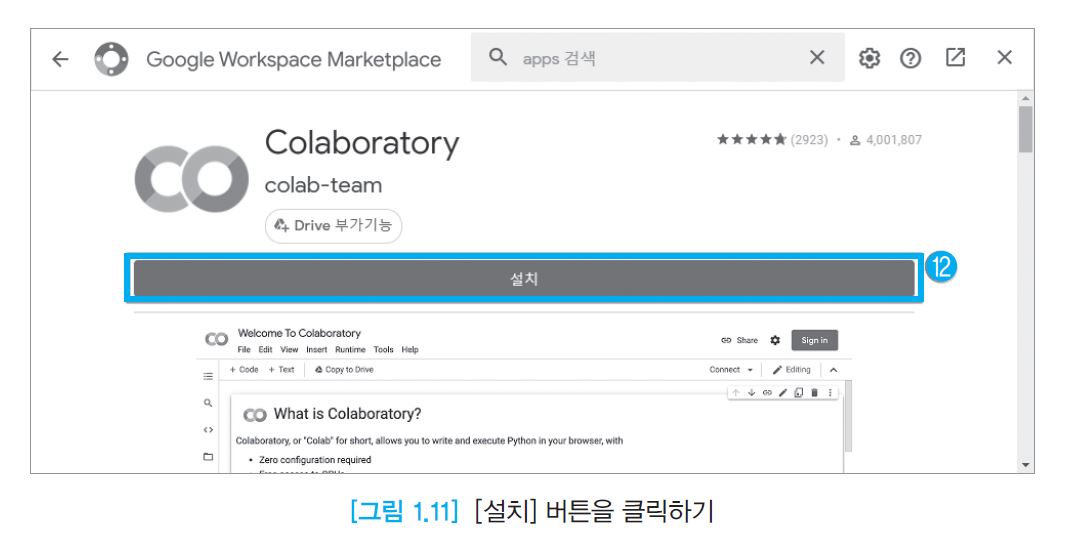 Google Workspace Marketplace
apps 검색
Colaboratory
★★★★★ (2923) · 4,001,807
colab-team
Drive 부가기능
설치
12
CO Welcome To Colaboratory
File Edit View Insert Runtime Tools Help
Share
Sign in
+ Code + Text Copy to Drive
Connect Editing
CO What is Colaboratory?
Colaboratory, or "Colab" for short, allows you to write and execute Python in your browser, with
• Zero configuration required
[그림 1.11] [설치] 버튼을 클릭하기